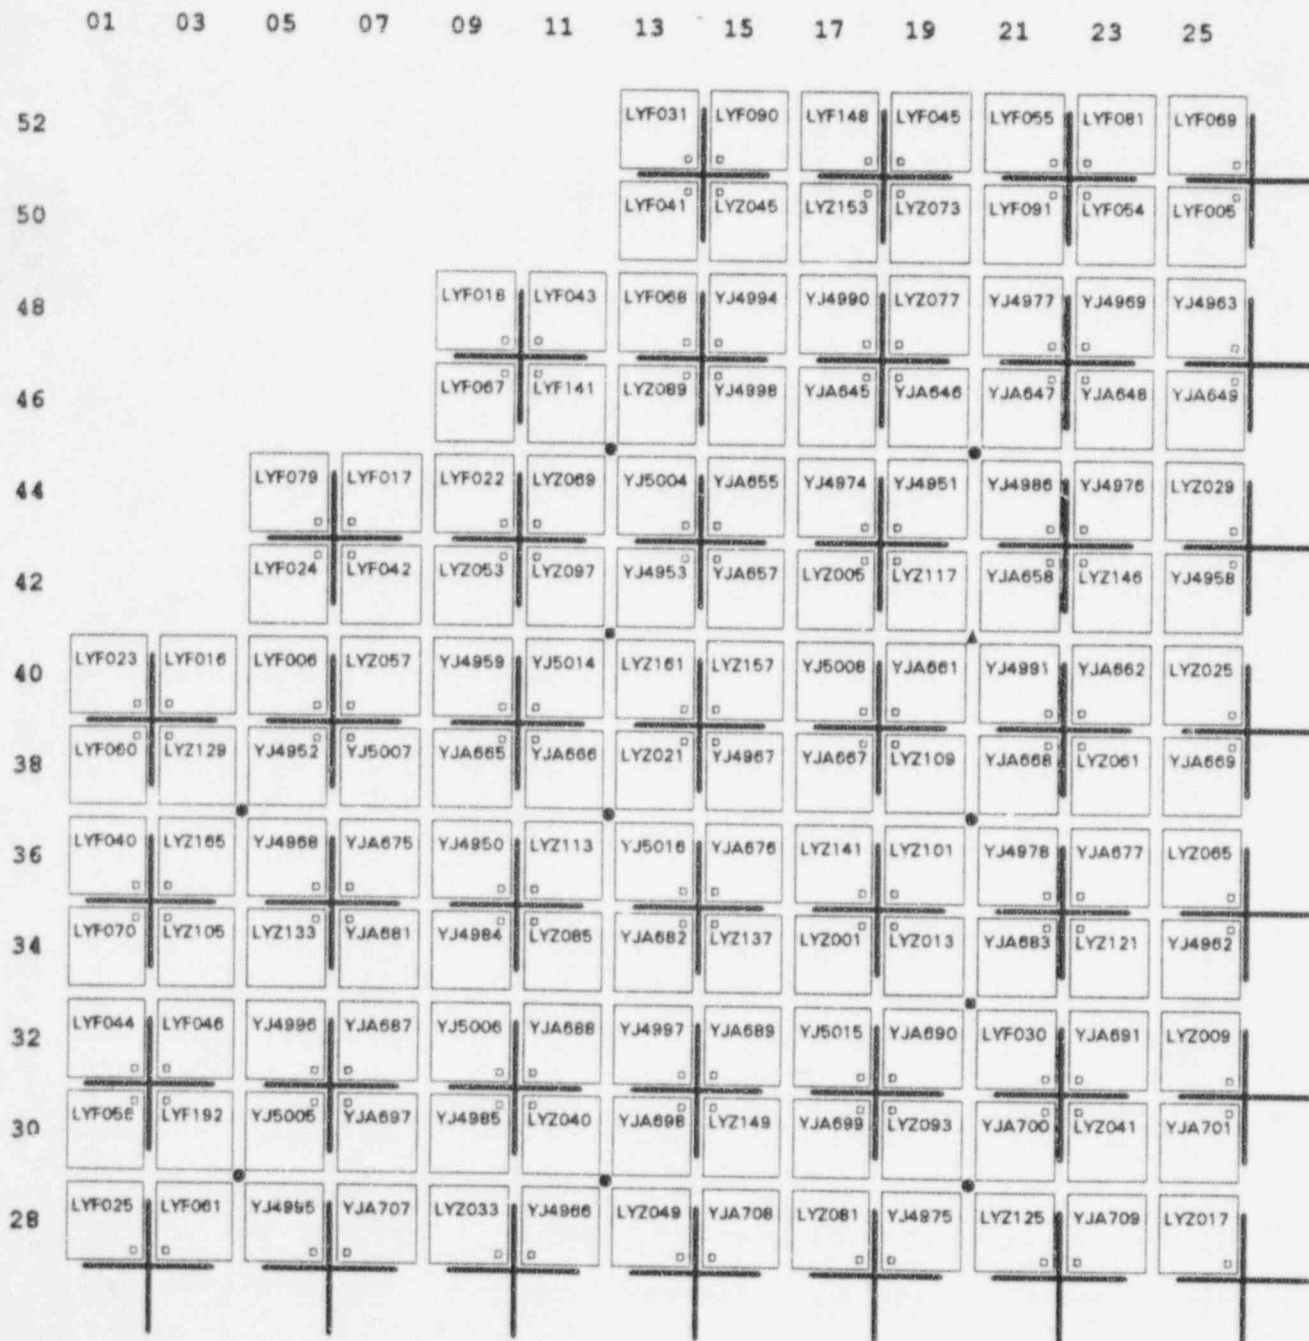 01 03 05 07 09 11 13 15 17 19 21 23 25
52 LYF031 LYF090 LYF148 LYF045 LYF055 LYF081 LYF069
50 LYF041 LYZ045 LYZ153 LYZ073 LYF091 LYF054 LYF005
48 LYF018 LYF043 LYF068 YJ4994 YJ4990 LYZ077 YJ4977 YJ4969 YJ4963
46 LYF067 LYF141 LYZ089 YJ4998 YJA645 YJA646 YJA647 YJA648 YJA649
44 LYF079 LYF017 LYF022 LYZ069 YJ5004 YJA655 YJ4974 YJ4951 YJ4986 YJ4976 LYZ029
42 LYF024 LYF042 LYZ053 LYZ097 YJ4953 YJA657 LYZ005 LYZ117 YJA658 LYZ146 YJ4958
40 LYF023 LYF016 LYF006 LYZ057 YJ4959 YJ5014 LYZ161 LYZ157 YJ5008 YJA661 YJ4991 YJA662 LYZ025
38 LYF060 LYZ129 YJ4952 YJ5007 YJA665 YJA666 LYZ021 YJ4967 YJA667 LYZ109 YJA668 LYZ061 YJA669
36 LYF040 LYZ165 YJ4968 YJA675 YJ4950 LYZ113 YJ5016 YJA676 LYZ141 LYZ101 YJ4978 YJA677 LYZ065
34 LYF070 LYZ105 LYZ133 YJA681 YJ4984 LYZ085 YJA682 LYZ137 LYZ001 LYZ013 YJA683 LYZ121 YJ4962
32 LYF044 LYF046 YJ4996 YJA687 YJ5006 YJA688 YJ4997 YJA689 YJ5015 YJA690 LYF030 YJA691 LYZ009
30 LYF056 LYF192 YJ5005 YJA697 YJ4985 LYZ040 YJA698 LYZ149 YJA699 LYZ093 YJA700 LYZ041 YJA701
28 LYF025 LYF061 YJ4995 YJA707 LYZ033 YJ4966 LYZ049 YJA708 LYZ081 YJ4975 LYZ125 YJA709 LYZ017